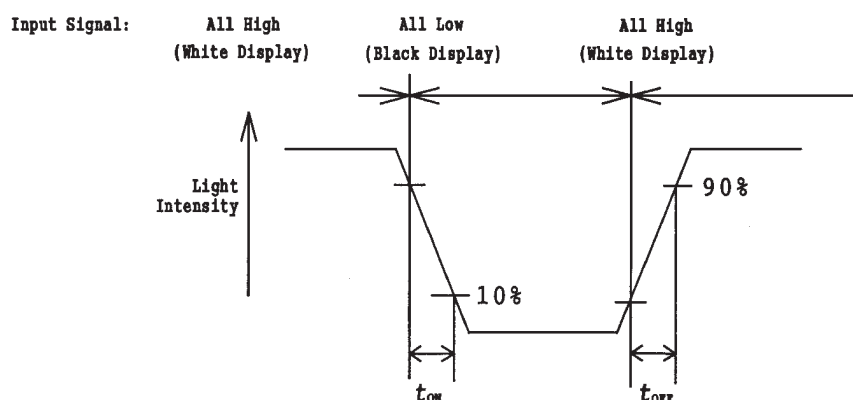 Input Signal: All High All Low All High
(White Display) (Black Display) (White Display)
Light
Intensity
90%
10%
tON tOFF